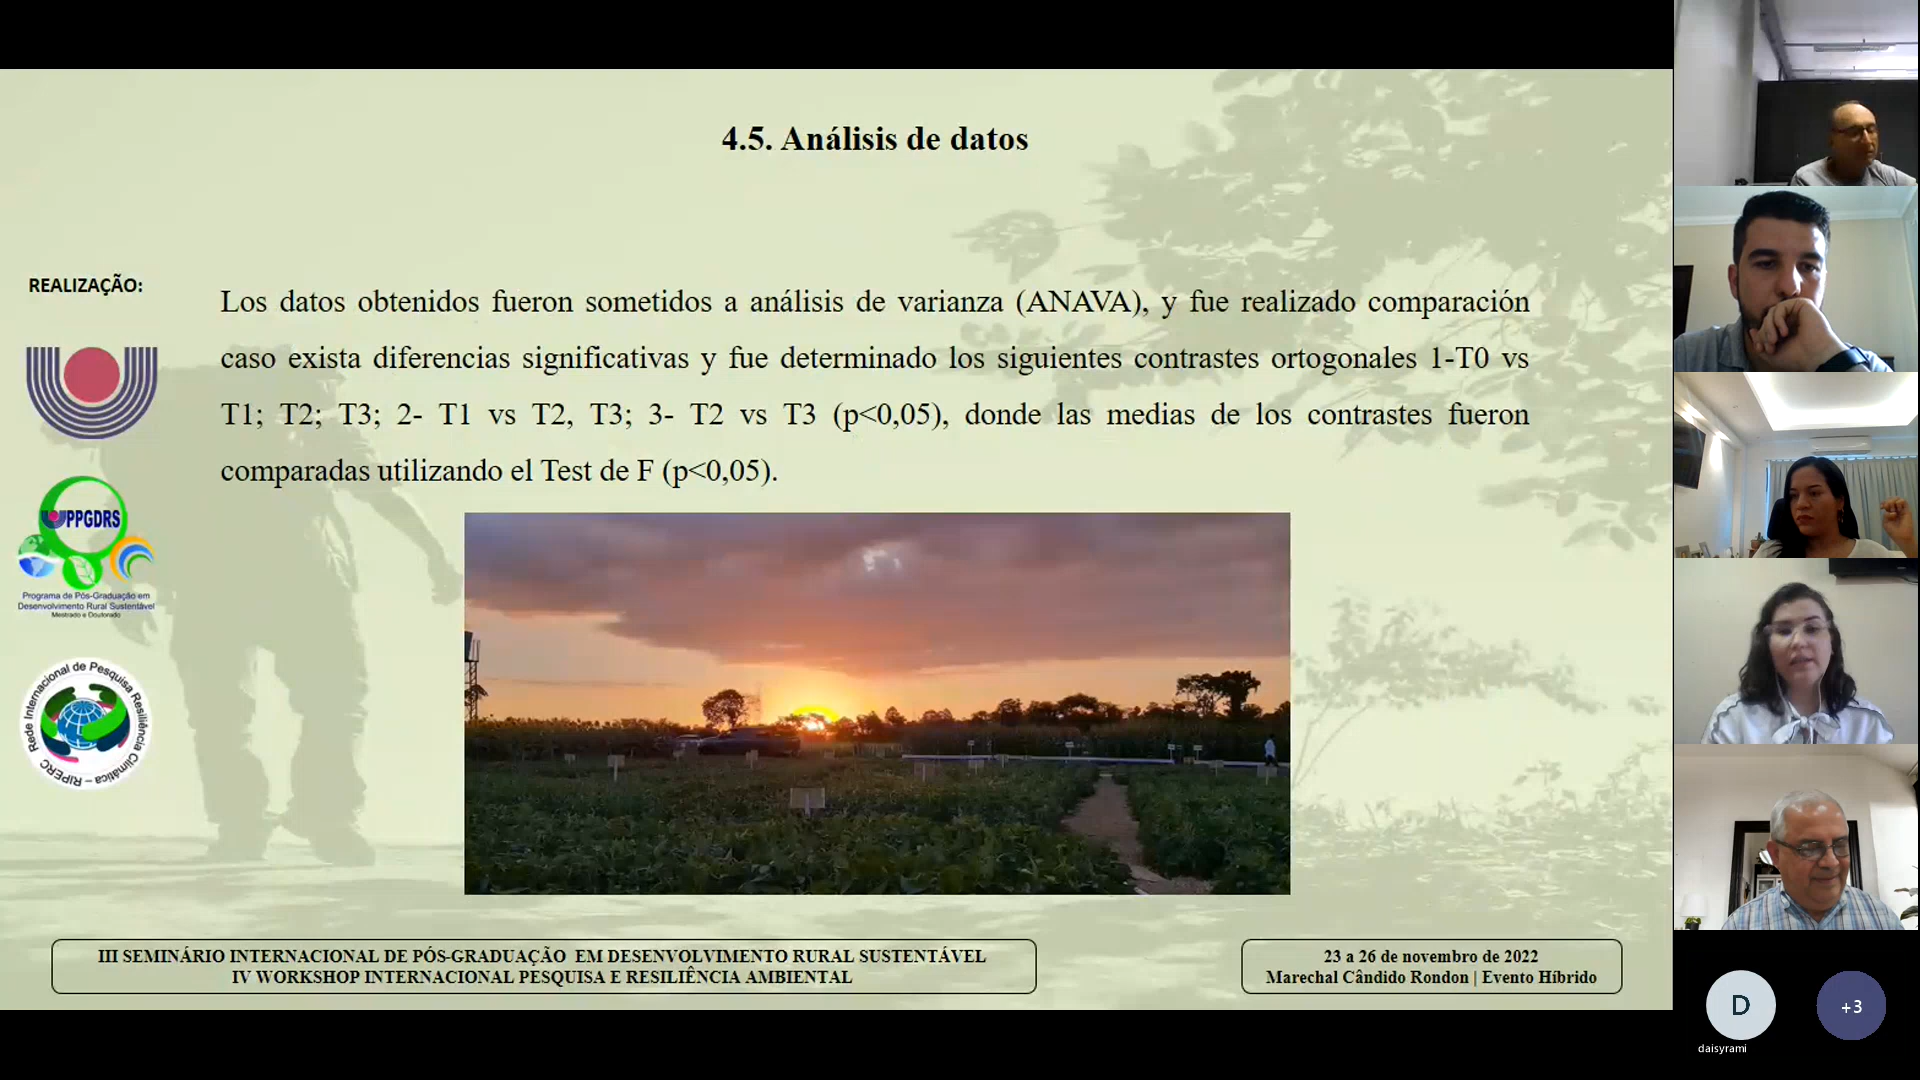 4.5. Análisis de datos
REALIZAÇÃO:
Los datos obtenidos fueron sometidos a análisis de varianza (ANAVA), y fue realizado comparación
caso exista diferencias significativas y fue determinado los siguientes contrastes ortogonales 1-T0 vs
T1; T2; T3; 2- T1 vs T2, T3; 3- T2 vs T3 (p<0,05), donde las medias de los contrastes fueron
comparadas utilizando el Test de F (p<0,05).
PPGDRS
Programa de Pós-Graduação em
Desenvolvimento Rural Sustentável
Mestrado e Doutorado
Rede Internacional de Pesquisa Resiliência Climática – RIPERC
III SEMINÁRIO INTERNACIONAL DE PÓS-GRADUAÇÃO EM DESENVOLVIMENTO RURAL SUSTENTÁVEL
IV WORKSHOP INTERNACIONAL PESQUISA E RESILIÊNCIA AMBIENTAL
23 a 26 de novembro de 2022
Marechal Cândido Rondon | Evento Híbrido
D
+3
daisyrami